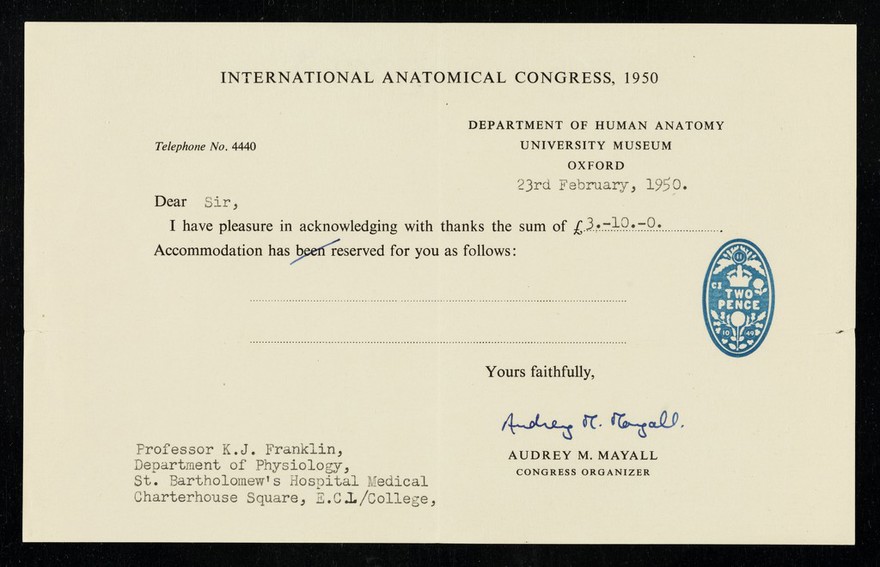 INTERNATIONAL ANATOMICAL CONGRESS, 1950
DEPARTMENT OF HUMAN ANATOMY
Telephone No. 4440
UNIVERSITY MUSEUM
OXFORD
23rd February, 1950.
Dear Sir,
I have pleasure in acknowledging with thanks the sum of £3.-10.-0.
Accommodation has been reserved for you as follows:
TWO
PENCE
Yours faithfully,
Audrey M. Mayall.
AUDREY M. MAYALL
CONGRESS ORGANIZER
Professor K.J. Franklin,
Department of Physiology,
St. Bartholomew's Hospital Medical
Charterhouse Square, E.C.1/College,